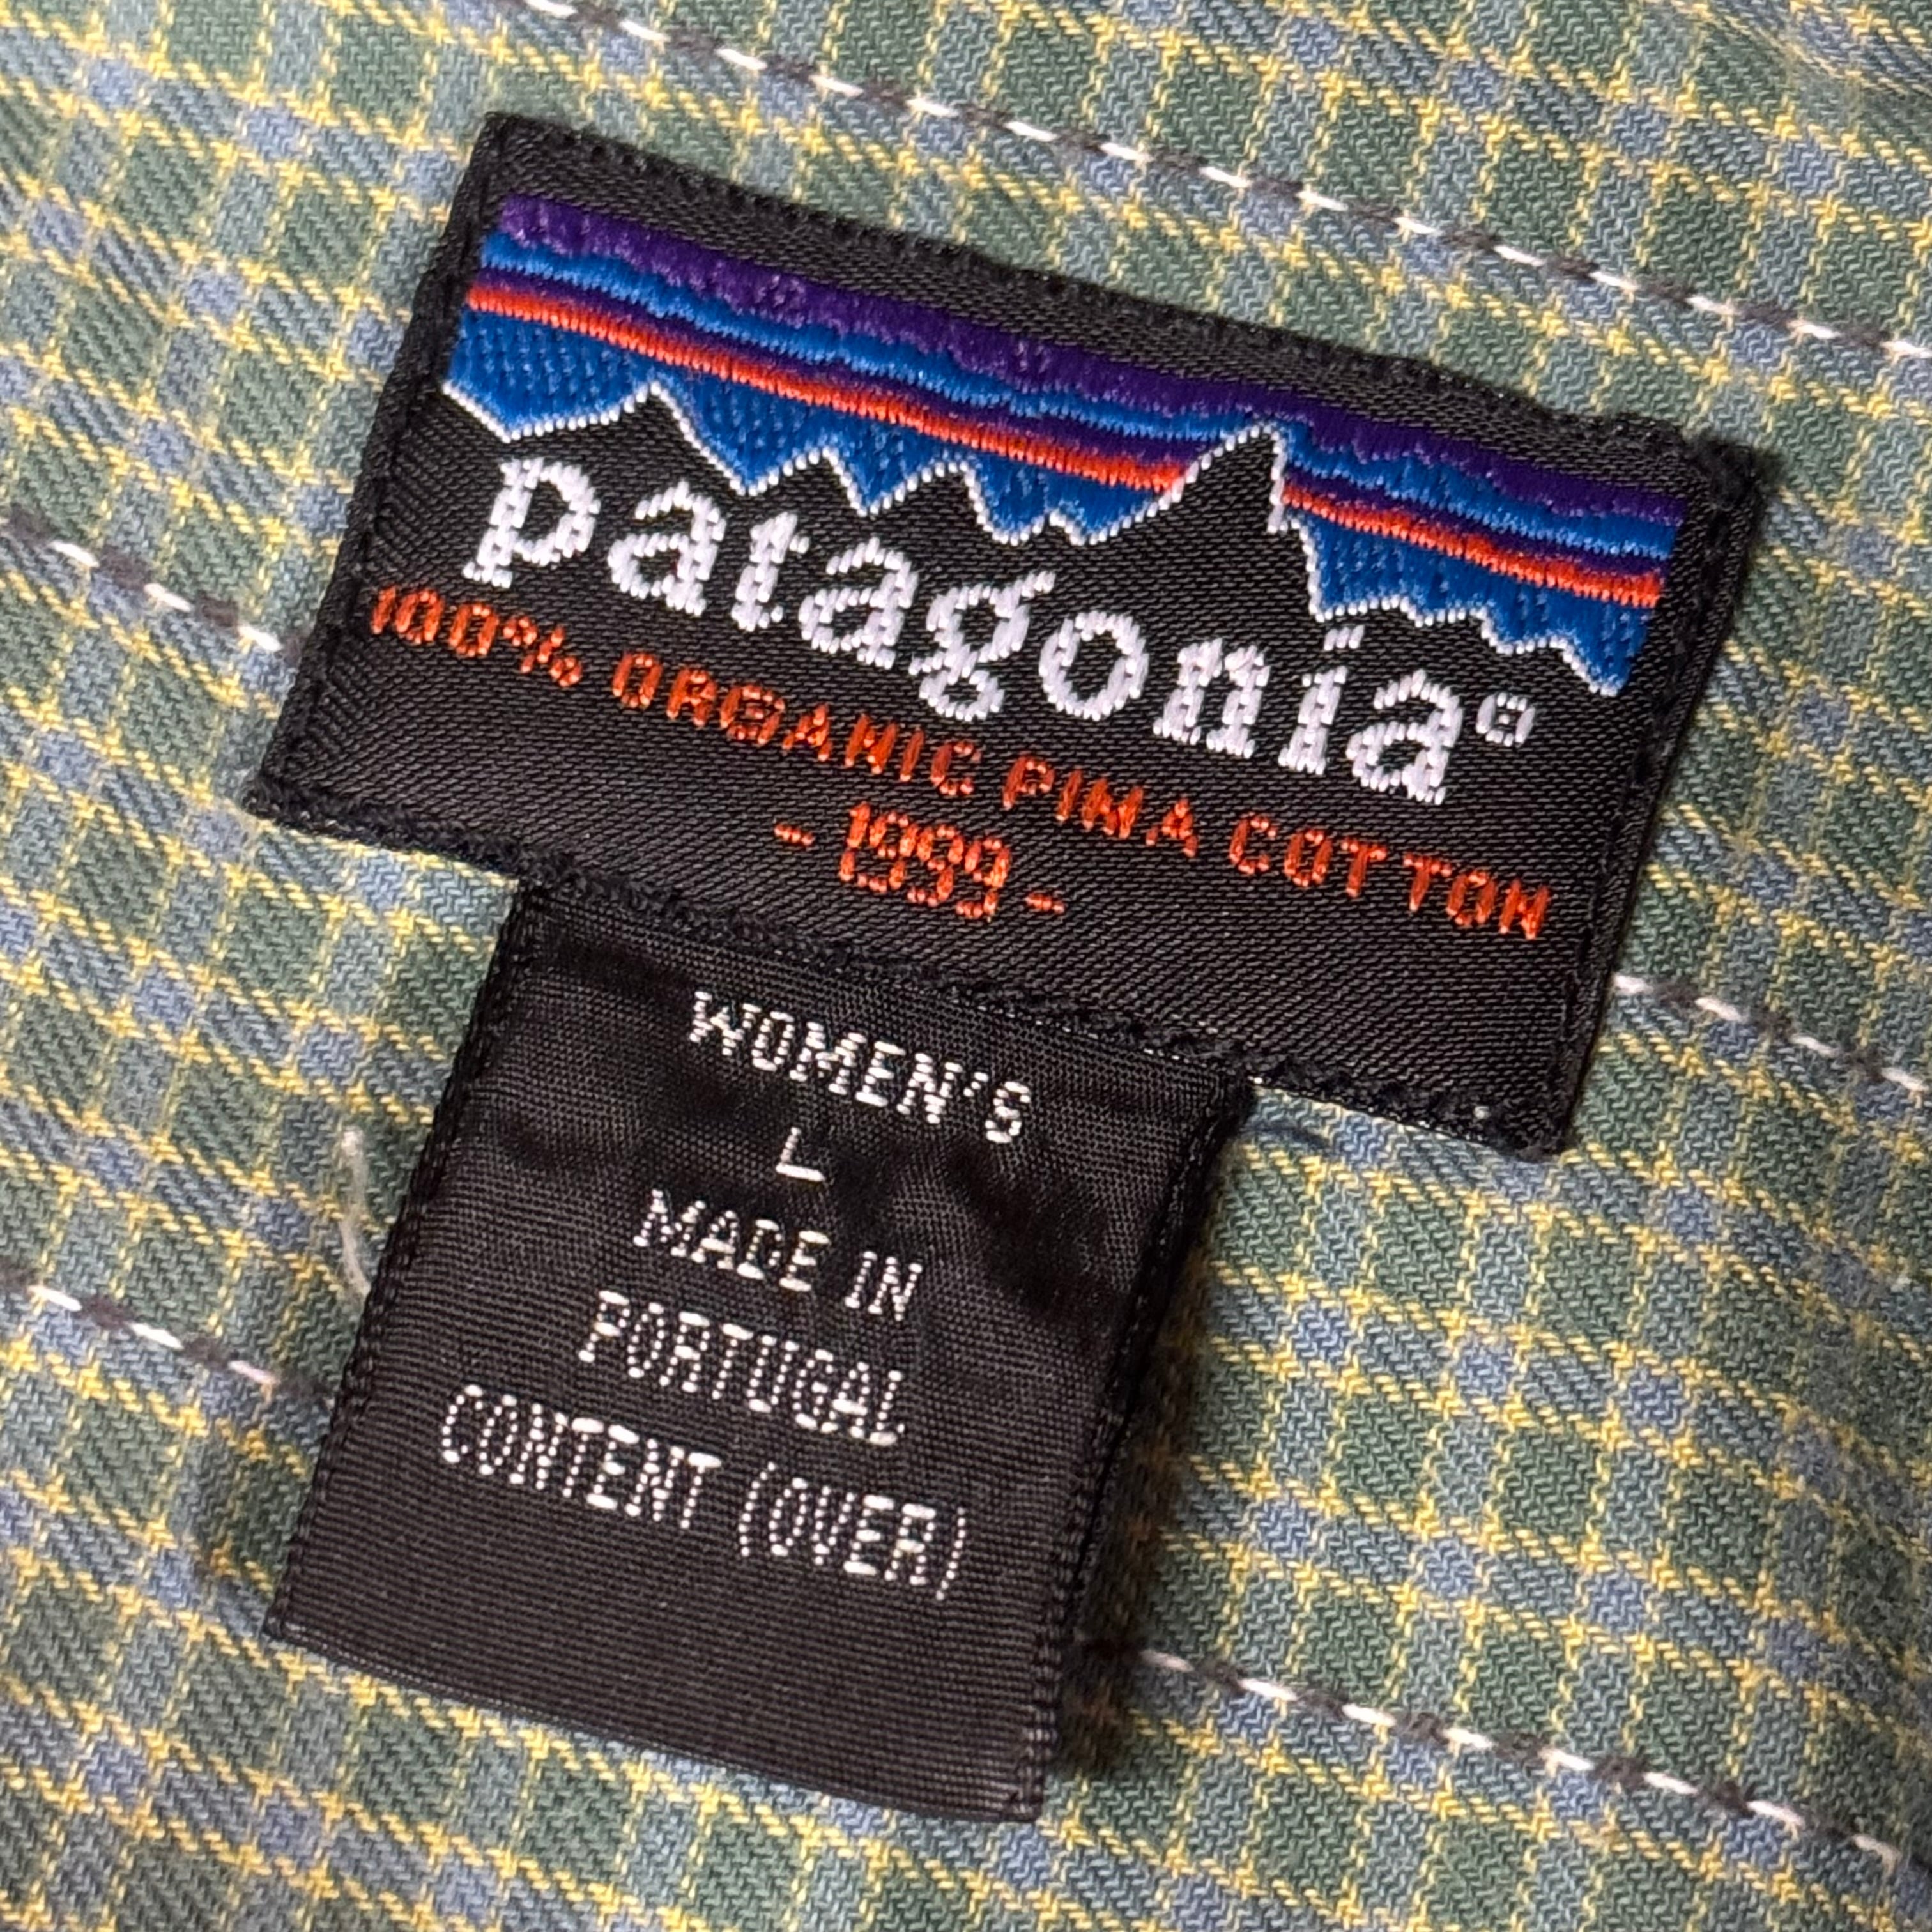 patagonia®
100% ORGANIC PIMA COTTON
- 1999 -
WOMEN'S
L
MADE IN
PORTUGAL
CONTENT (OVER)